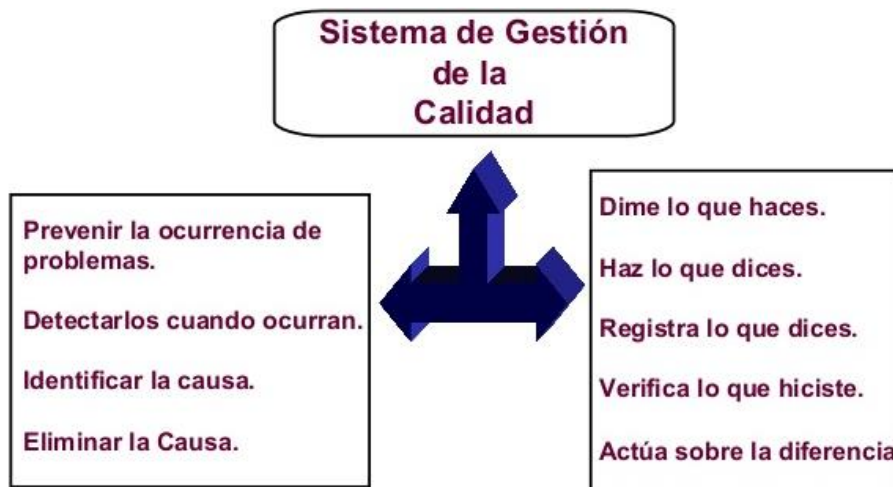 Sistema de Gestión
de la
Calidad
Prevenir la ocurrencia de
problemas.
Detectarlos cuando ocurran.
Identificar la causa.
Eliminar la Causa.
Dime lo que haces.
Haz lo que dices.
Registra lo que dices.
Verifica lo que hiciste.
Actúa sobre la diferencia